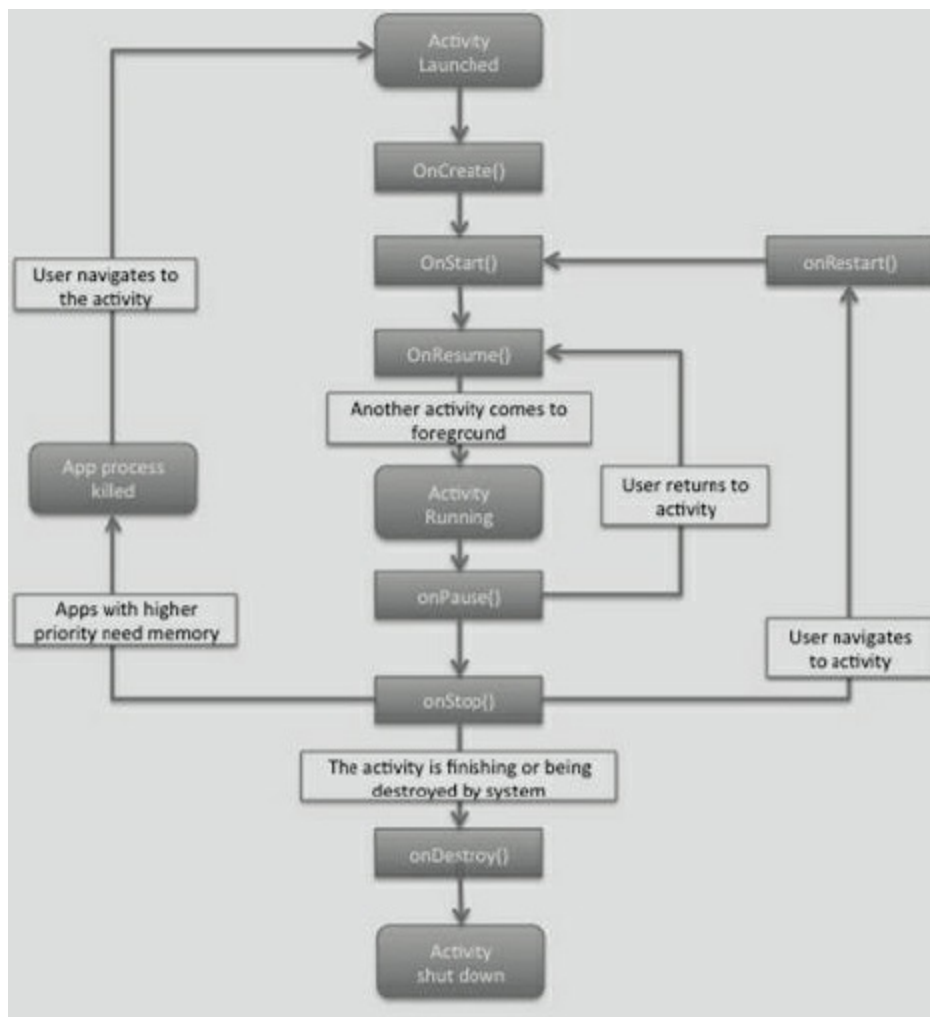 Activity
Launched
OnCreate()
OnStart()
onRestart()
User navigates to
the activity
OnResume()
Another activity comes to
foreground
App process
killed
Activity
Running
User returns to
activity
onPause()
Apps with higher
priority need memory
User navigates
to activity
onStop()
The activity is finishing or being
destroyed by system
onDestroy()
Activity
shut down